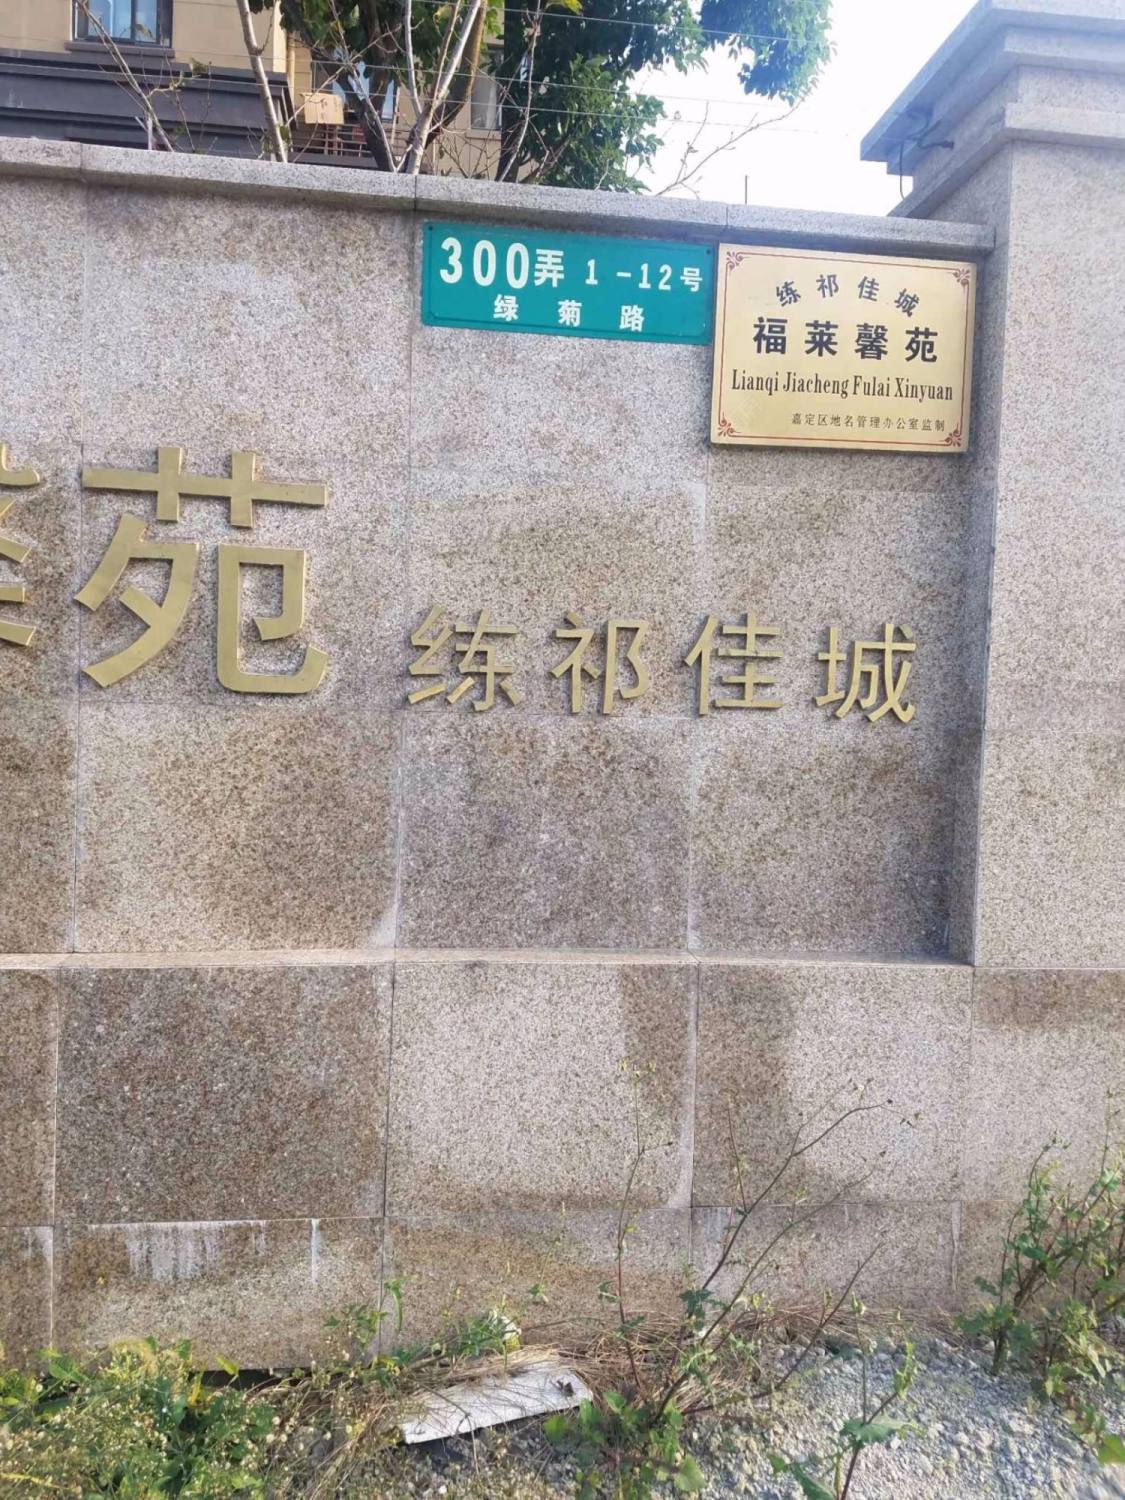 300弄 1-12号
绿菊路
练祁佳城
福莱馨苑
Lianqi Jiacheng Fulai Xinyuan
嘉定区地名管理办公室监制
苑 练祁佳城